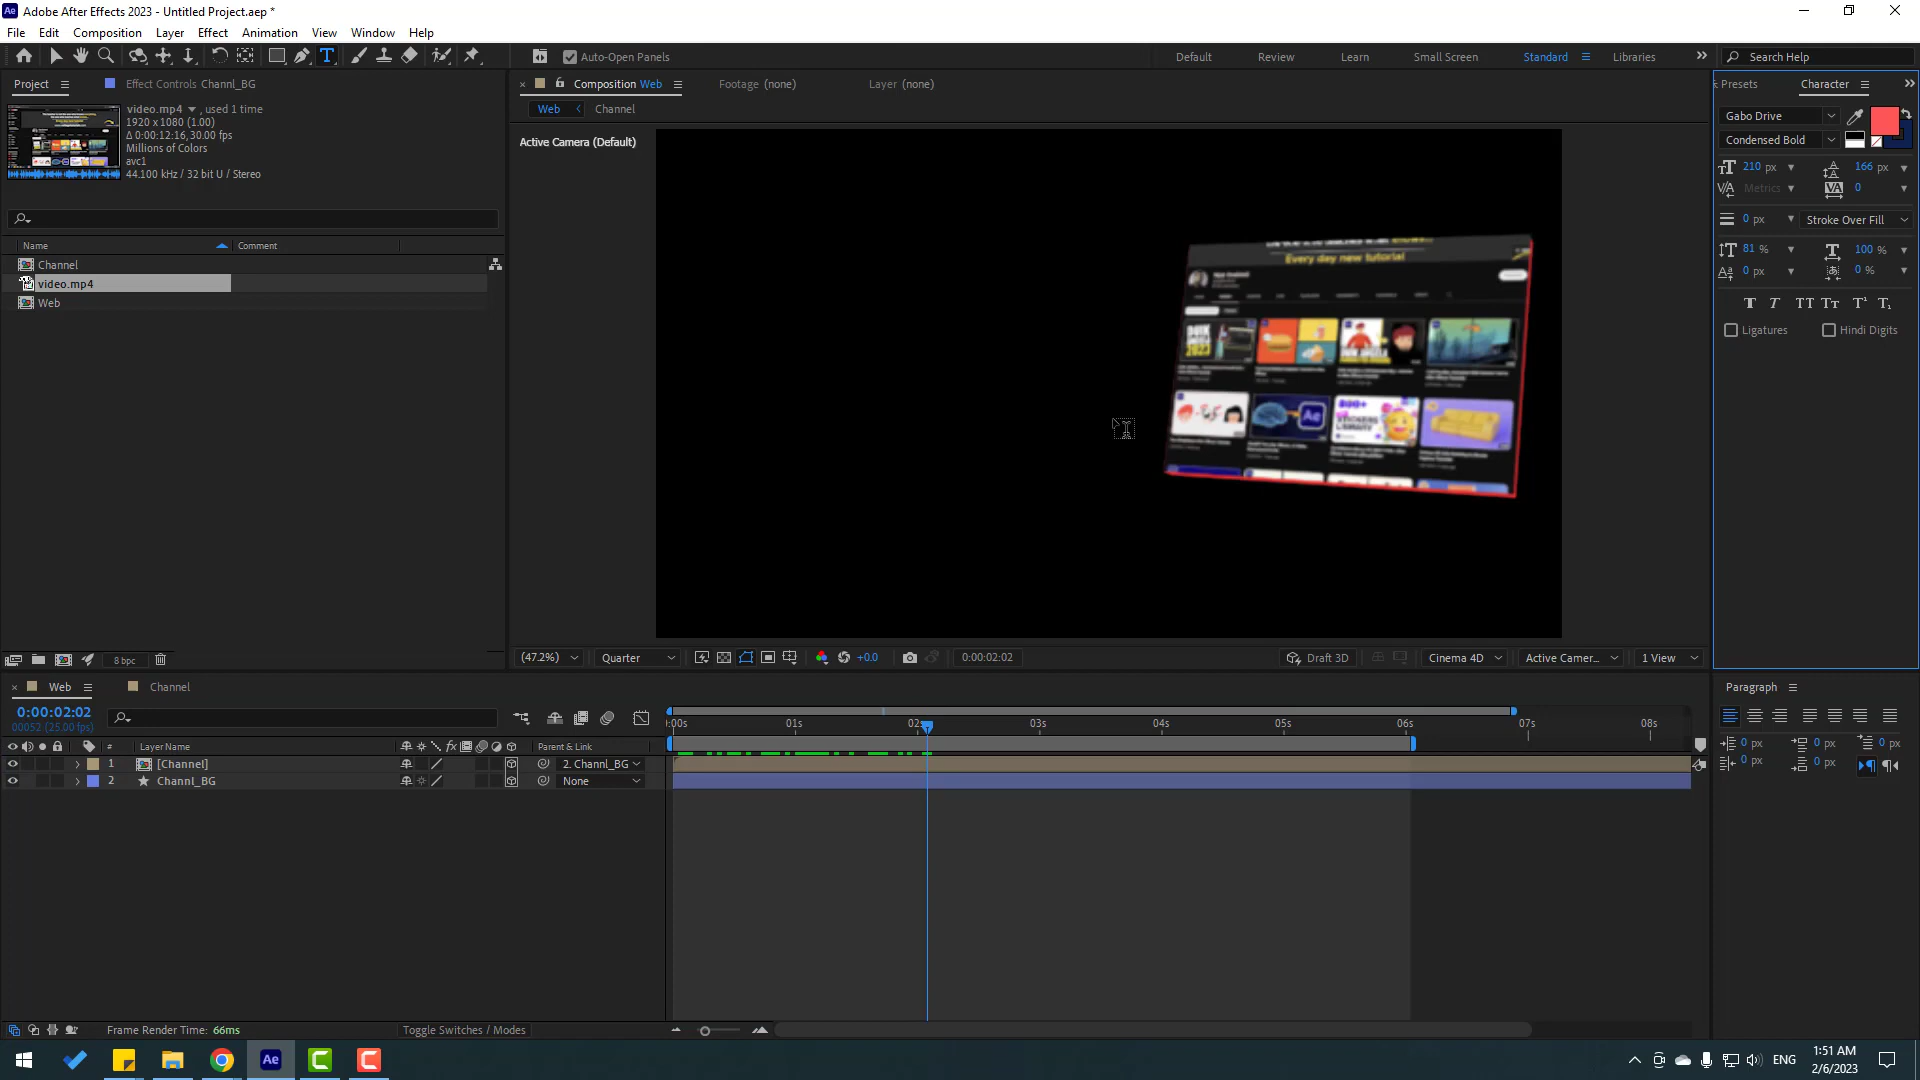 Adobe After Effects 2023 - Untitled Project.aep *
File Edit Composition Layer Effect Animation View Window Help
Auto-Open Panels
Default Review Learn Small Screen Standard Libraries
Search Help
Project
Effect Controls Channl_BG
video.mp4 , used 1 time
1920 x 1080 (1.00)
Δ 0:00:12:16, 30.00 fps
Millions of Colors
avc1
44.100 kHz / 32 bit U / Stereo
Name Comment
Channel
video.mp4
Web
8 bpc
Composition Web
Footage (none)
Layer (none)
Web Channel
Active Camera (Default)
Every day new tutorial
(47.2%) Quarter +0.0 0:00:02:02 Draft 3D Cinema 4D Active Camer... 1 View
Presets Character
Gabo Drive
Condensed Bold
210 px 166 px
Metrics 0
0 px Stroke Over Fill
81 % 100 %
0 px 0 %
Ligatures Hindi Digits
Web Channel
0:00:02:02
00052 (25.00 fps)
# Layer Name Parent & Link
1 [Channel] 2. Channl_BG
2 Channl_BG None
):00s 01s 02s 03s 04s 05s 06s 07s 08s
Paragraph
0 px 0 px 0 px
0 px 0 px
Frame Render Time: 66ms
Toggle Switches / Modes
ENG
1:51 AM
2/6/2023